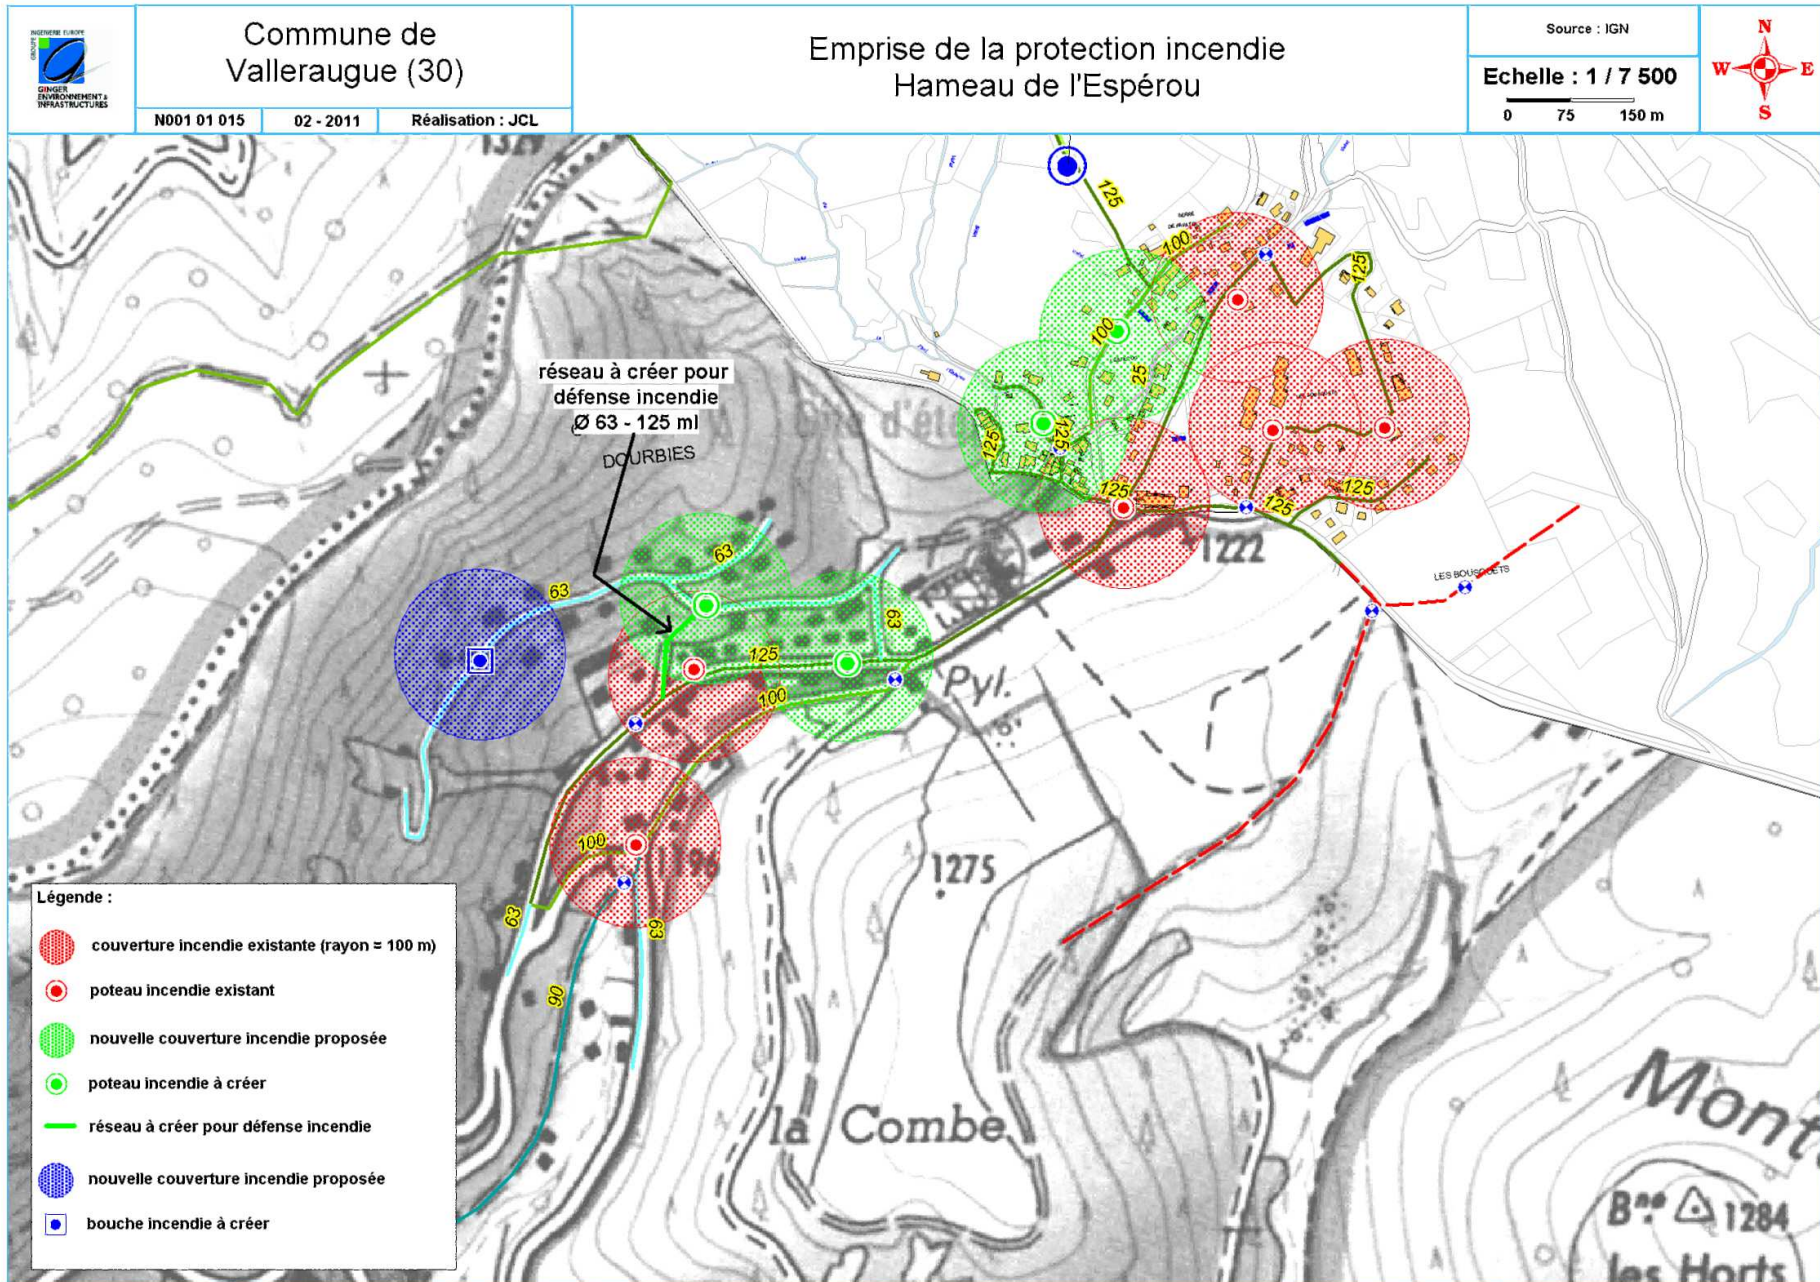 GROUPE INGENIERIE EUROPE
GINGER
ENVIRONNEMENT &
INFRASTRUCTURES
Commune de
Valleraugue (30)
N001 01 015
02 - 2011
Réalisation : JCL
Emprise de la protection incendie
Hameau de l'Espérou
Source : IGN
Echelle : 1 / 7 500
0 75 150 m
N
W E
S
1329
125
100
125
100
25
125
125
125
125
125
réseau à créer pour
défense incendie
Ø 63 - 125 ml
d'été
DOURBIES
1222
LES BOUSQUETS
63
63
63
125
100
Pyl.
100
1275
63
63
90
la Combe
Mont
Bne 1284
les Horts
Légende :
couverture incendie existante (rayon = 100 m)
poteau incendie existant
nouvelle couverture incendie proposée
poteau incendie à créer
réseau à créer pour défense incendie
nouvelle couverture incendie proposée
bouche incendie à créer